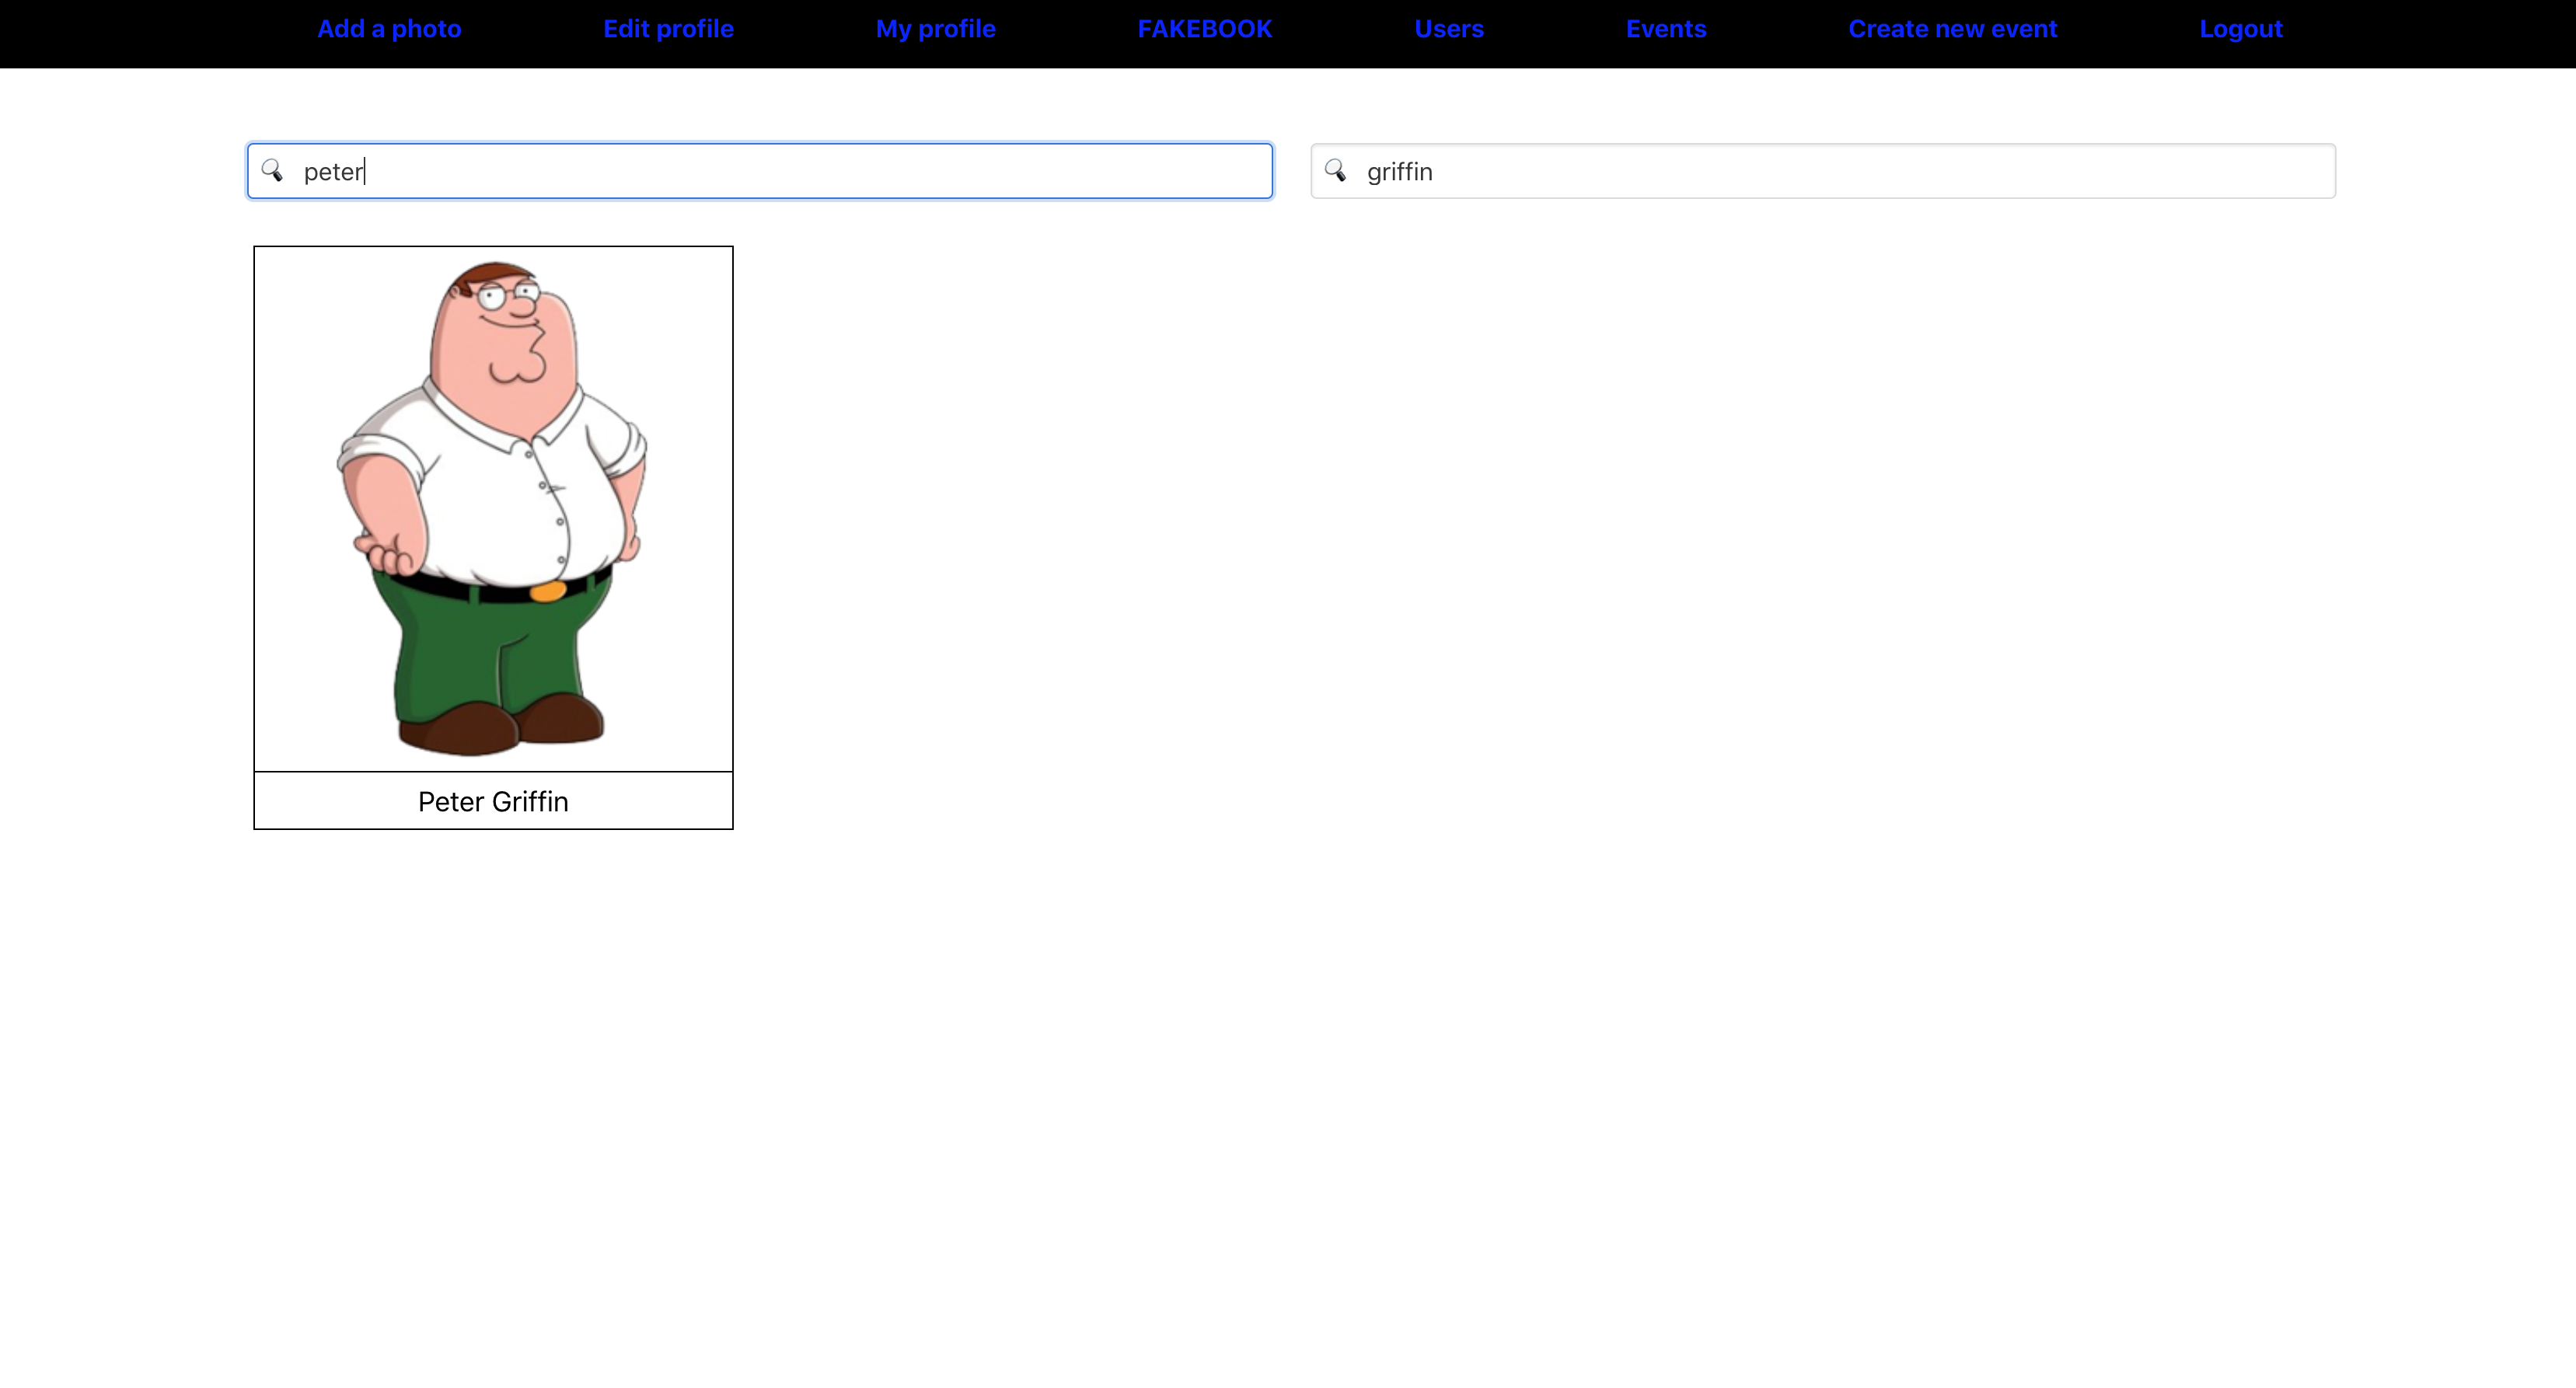 Add a photo Edit profile My profile FAKEBOOK Users Events Create new event Logout
peter griffin
Peter Griffin